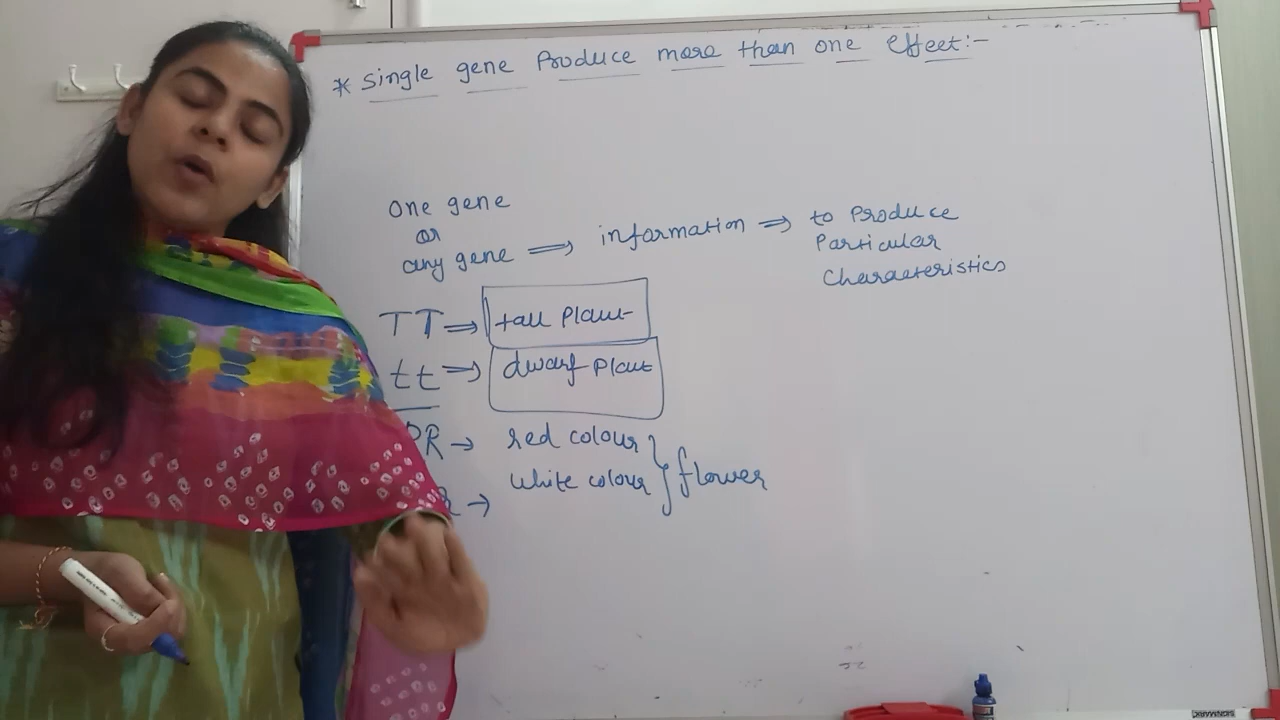 * Single gene Produce more than one effect:-
One gene
or
any gene ⇒ information ⇒ to Produce
Particular
Characteristics
TT ⇒ tall Plant
tt ⇒ dwarf Plant
R → red colour
→ white colour } flower